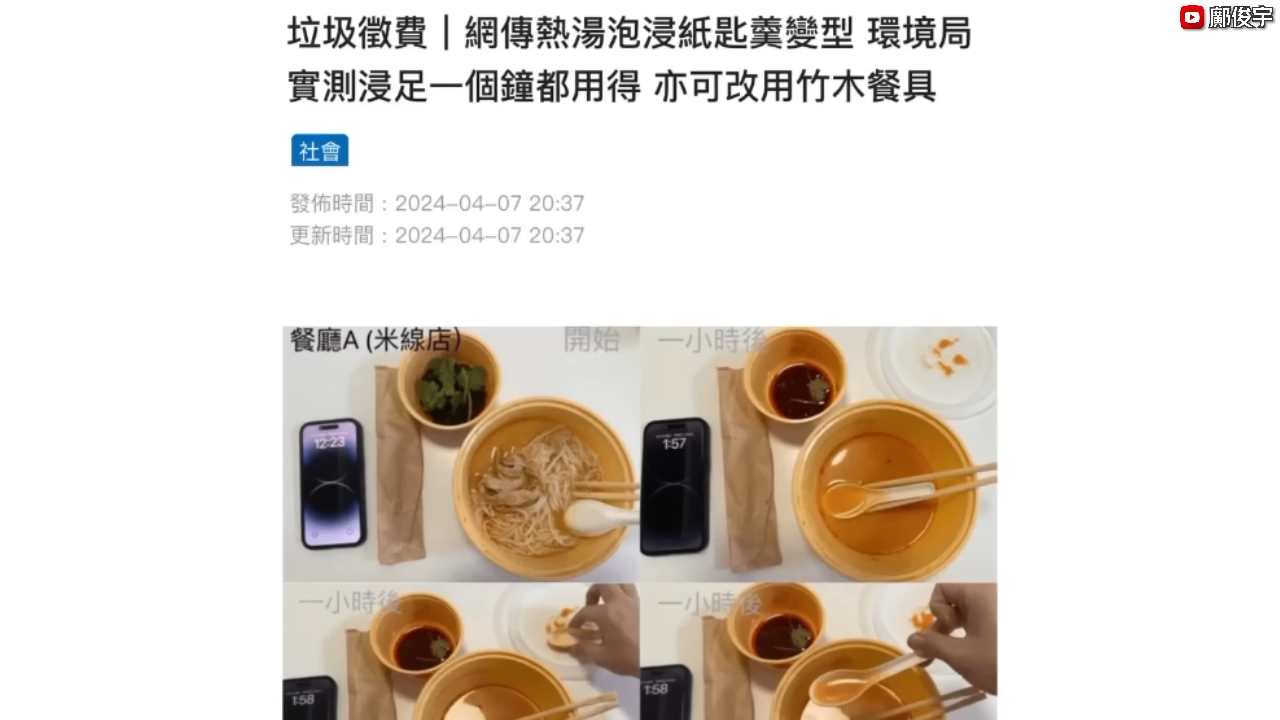 鄺俊宇
垃圾徵費｜網傳熱湯泡浸紙匙羹變型 環境局
實測浸足一個鐘都用得 亦可改用竹木餐具
社會
發佈時間：2024-04-07 20:37
更新時間：2024-04-07 20:37
餐廳A (米線店)
開始
一小時後
12:23
1:57
一小時後
一小時後
1:58
1:58